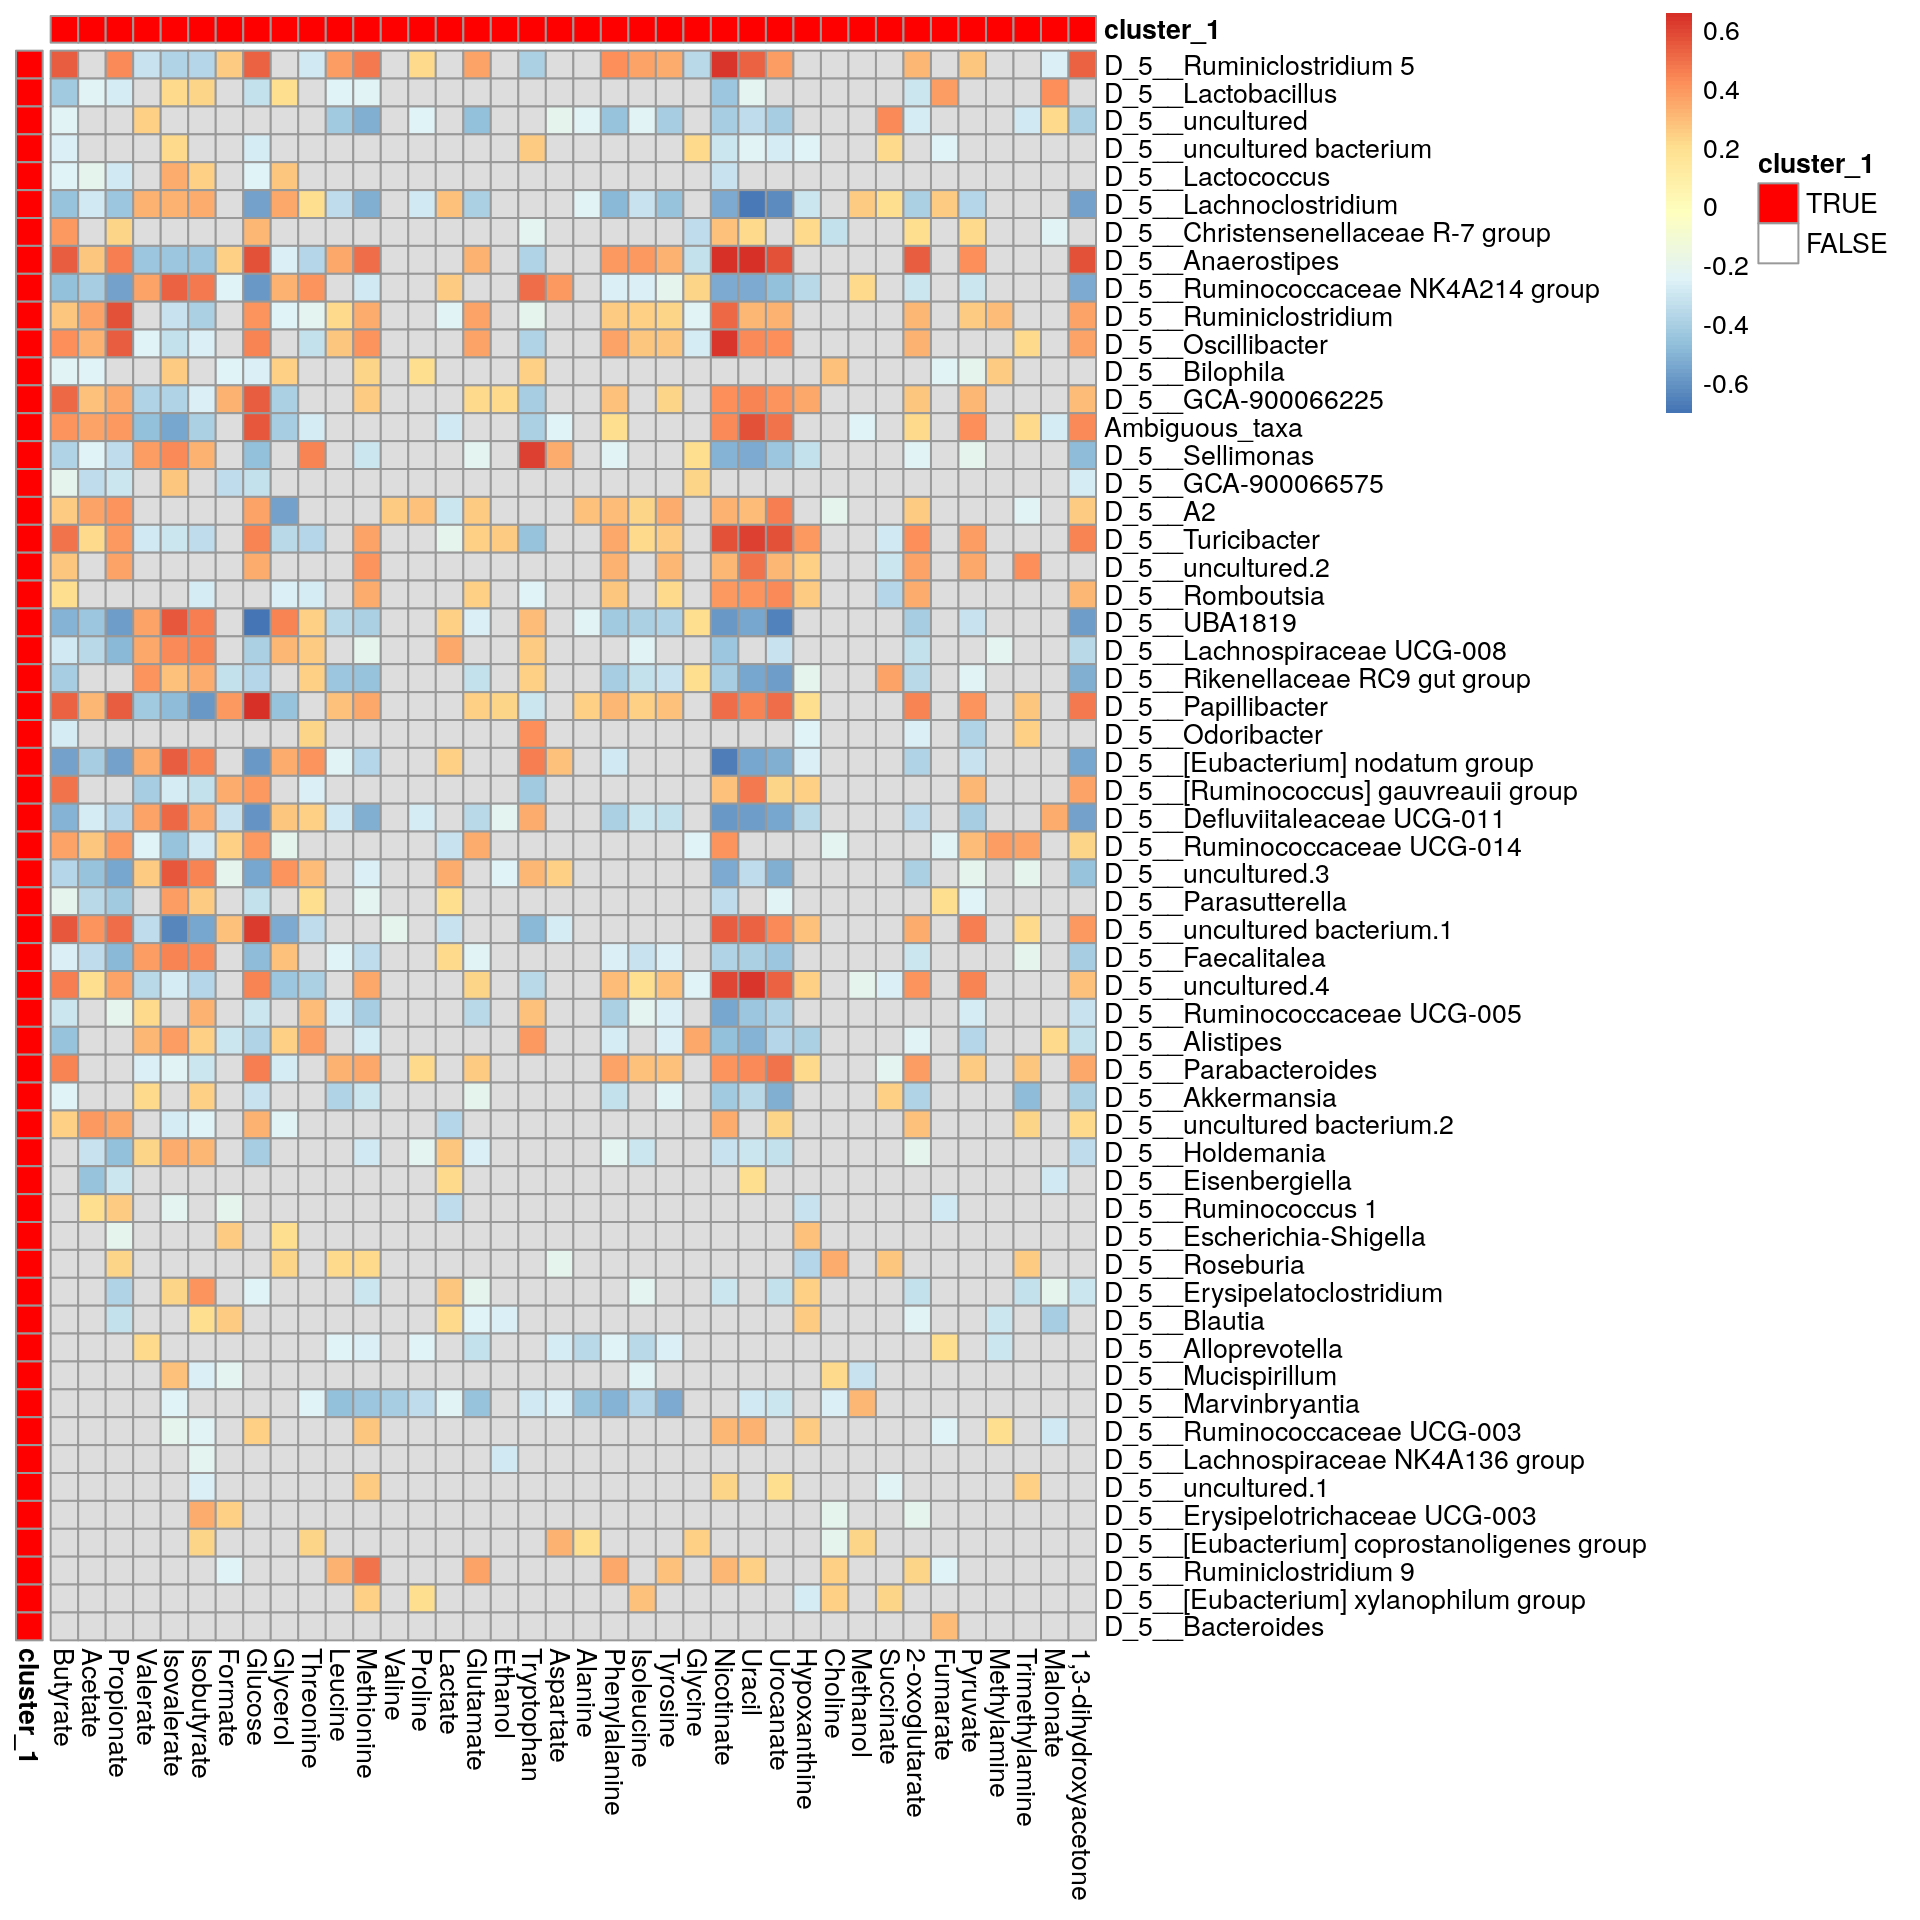 cluster_1
D_5__Ruminiclostridium 5
D_5__Lactobacillus
D_5__uncultured
D_5__uncultured bacterium
D_5__Lactococcus
D_5__Lachnoclostridium
D_5__Christensenellaceae R-7 group
D_5__Anaerostipes
D_5__Ruminococcaceae NK4A214 group
D_5__Ruminiclostridium
D_5__Oscillibacter
D_5__Bilophila
D_5__GCA-900066225
Ambiguous_taxa
D_5__Sellimonas
D_5__GCA-900066575
D_5__A2
D_5__Turicibacter
D_5__uncultured.2
D_5__Romboutsia
D_5__UBA1819
D_5__Lachnospiraceae UCG-008
D_5__Rikenellaceae RC9 gut group
D_5__Papillibacter
D_5__Odoribacter
D_5__[Eubacterium] nodatum group
D_5__[Ruminococcus] gauvreauii group
D_5__Defluviitaleaceae UCG-011
D_5__Ruminococcaceae UCG-014
D_5__uncultured.3
D_5__Parasutterella
D_5__uncultured bacterium.1
D_5__Faecalitalea
D_5__uncultured.4
D_5__Ruminococcaceae UCG-005
D_5__Alistipes
D_5__Parabacteroides
D_5__Akkermansia
D_5__uncultured bacterium.2
D_5__Holdemania
D_5__Eisenbergiella
D_5__Ruminococcus 1
D_5__Escherichia-Shigella
D_5__Roseburia
D_5__Erysipelatoclostridium
D_5__Blautia
D_5__Alloprevotella
D_5__Mucispirillum
D_5__Marvinbryantia
D_5__Ruminococcaceae UCG-003
D_5__Lachnospiraceae NK4A136 group
D_5__uncultured.1
D_5__Erysipelotrichaceae UCG-003
D_5__[Eubacterium] coprostanoligenes group
D_5__Ruminiclostridium 9
D_5__[Eubacterium] xylanophilum group
D_5__Bacteroides
cluster_1
Butyrate
Acetate
Propionate
Valerate
Isovalerate
Isobutyrate
Formate
Glucose
Glycerol
Threonine
Leucine
Methionine
Valine
Proline
Lactate
Glutamate
Ethanol
Tryptophan
Aspartate
Alanine
Phenylalanine
Isoleucine
Tyrosine
Glycine
Nicotinate
Uracil
Urocanate
Hypoxanthine
Choline
Methanol
Succinate
2-oxoglutarate
Fumarate
Pyruvate
Methylamine
Trimethylamine
Malonate
1,3-dihydroxyacetone
0.6
0.4
0.2
0
-0.2
-0.4
-0.6
cluster_1
TRUE
FALSE